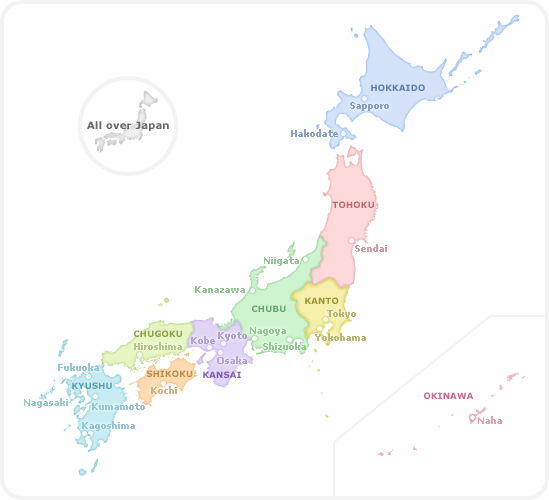 HOKKAIDO
Sapporo
All over Japan
Hakodate
TOHOKU
Sendai
Niigata
Kanazawa
KANTO
CHUBU
Tokyo
CHUGOKU
Nagoya
Kyoto
Yokohama
Kobe
Hiroshima
Shizuoka
Osaka
Fukuoka
SHIKOKU
KANSAI
KYUSHU
Kochi
OKINAWA
Nagasaki
Kumamoto
Naha
Kagoshima